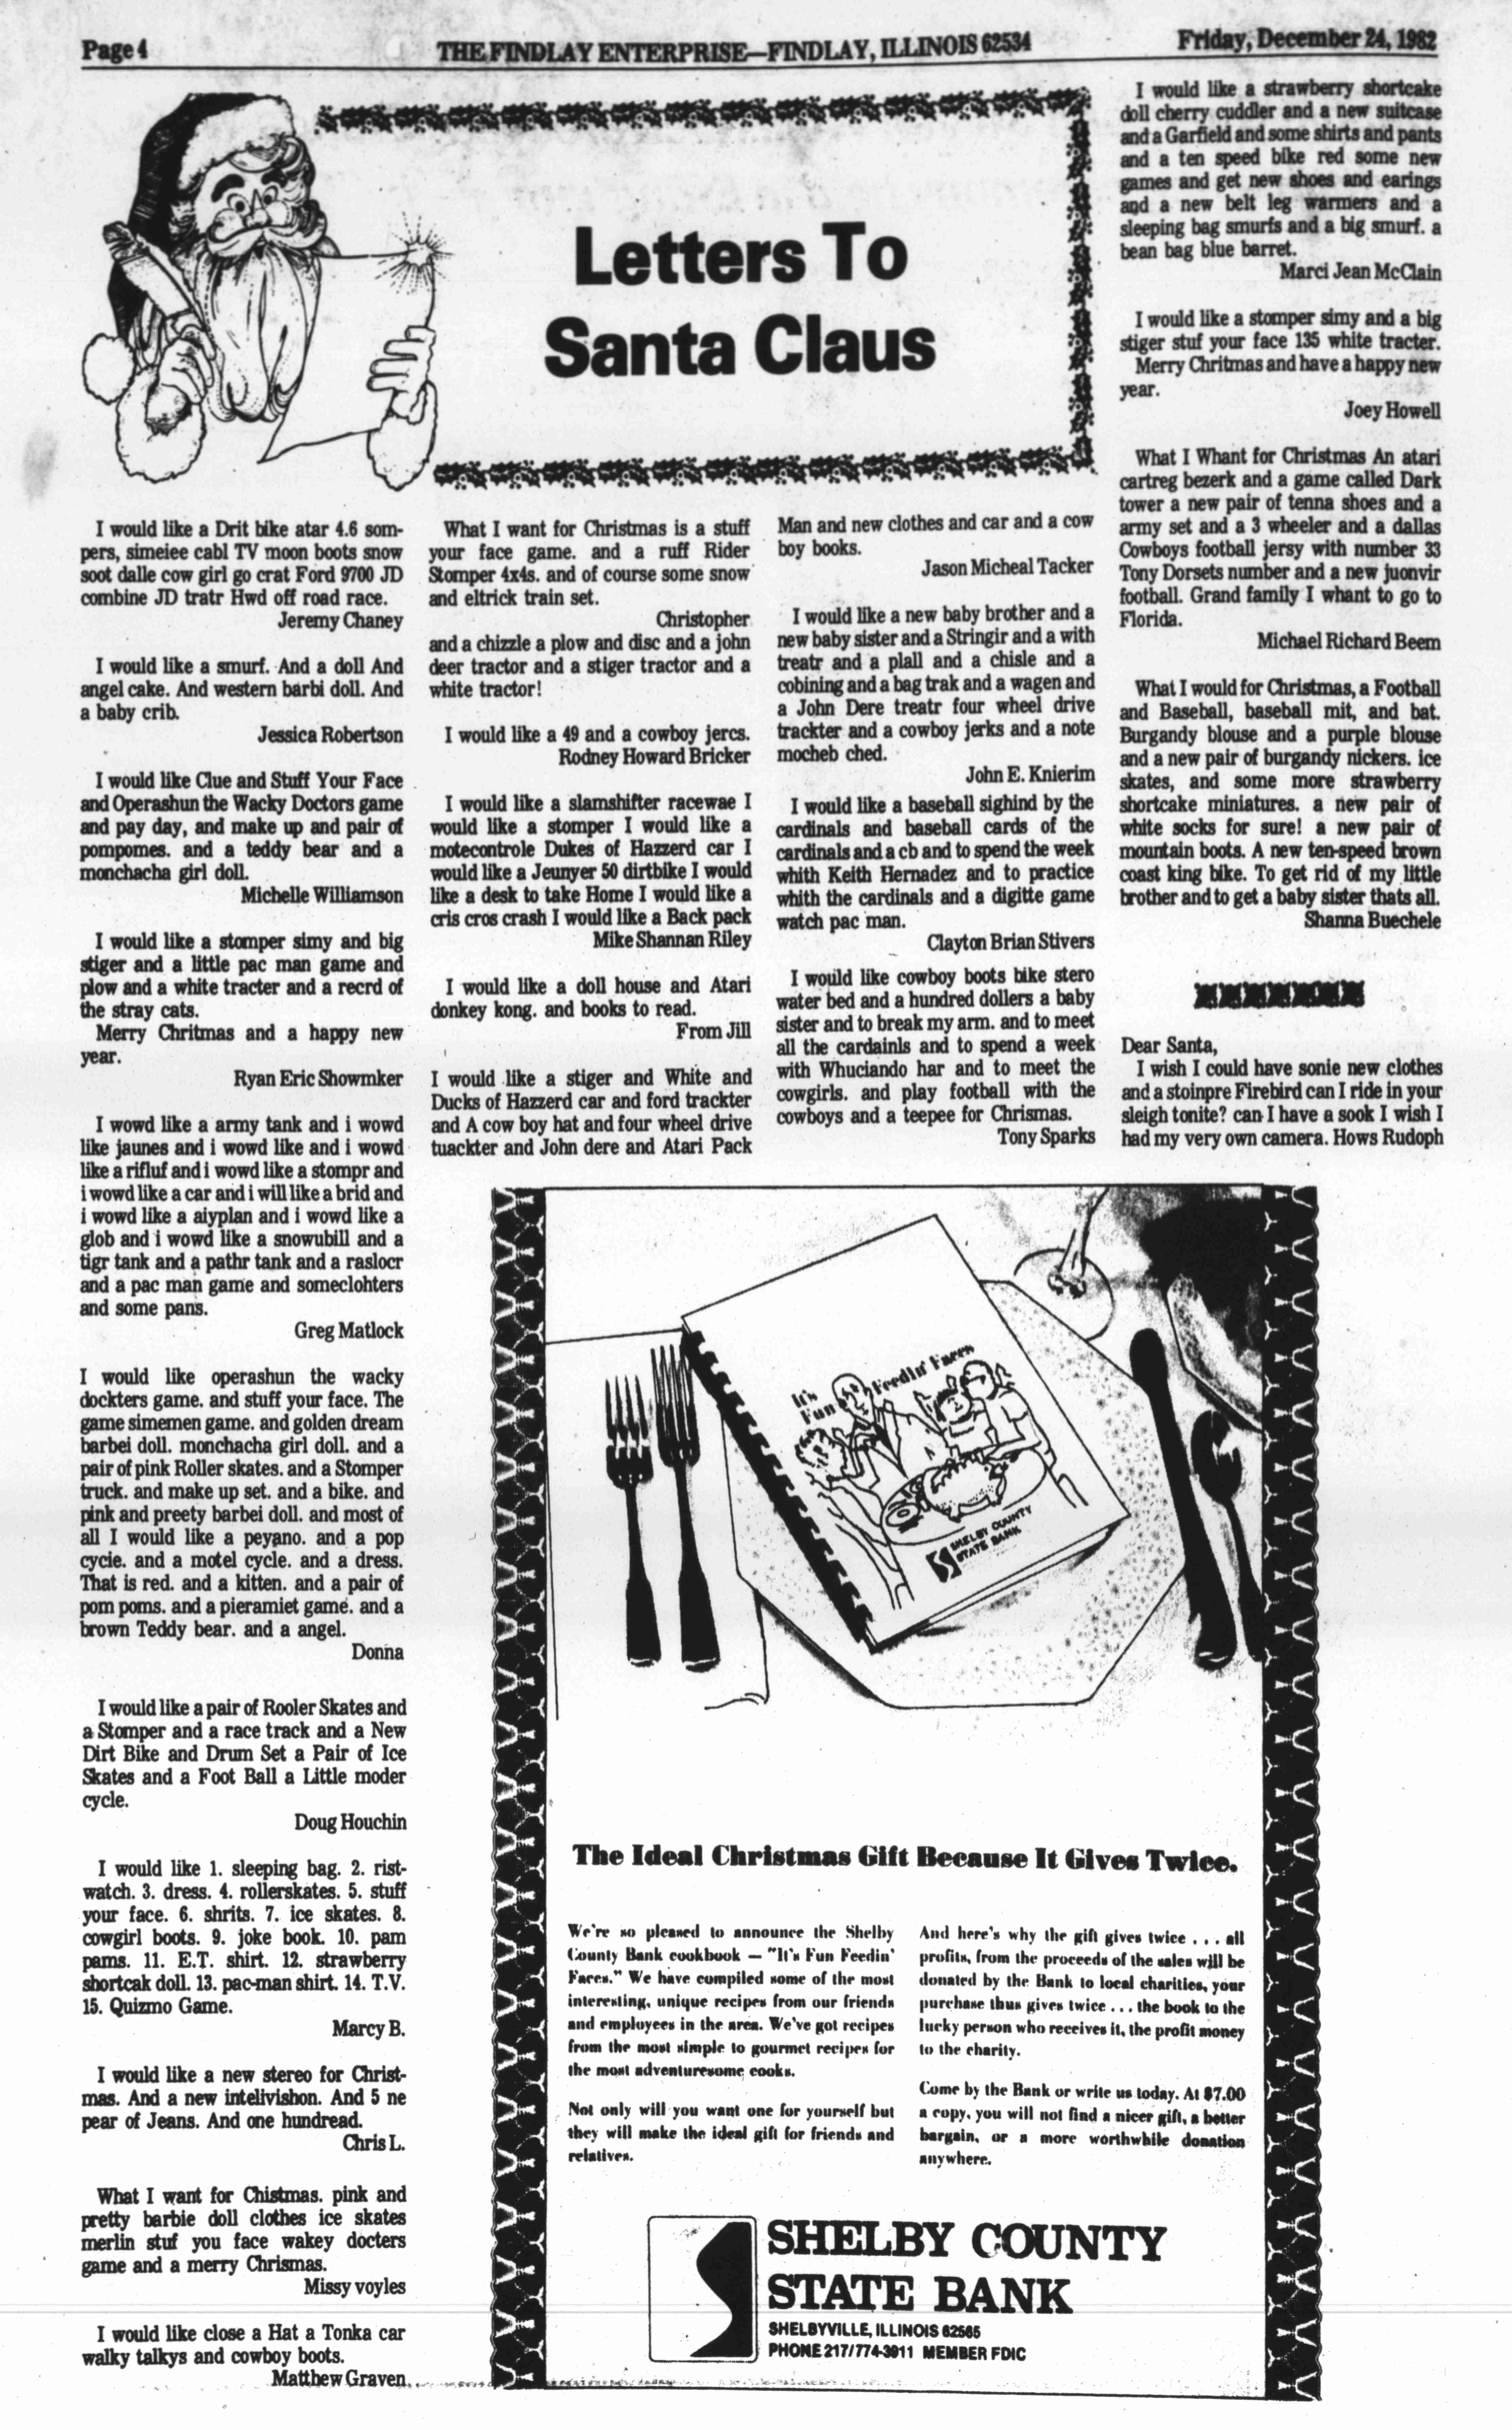 Page 4
THE FINDLAY ENTERPRISE—FINDLAY, ILLINOIS 62534
Friday, December 24, 1982
Letters To
Santa Claus
I would like a Drit bike atar 4.6 som-
pers, simeiee cabl TV moon boots snow
soot dalle cow girl go crat Ford 9700 JD
combine JD tratr Hwd off road race.
Jeremy Chaney
I would like a smurf. And a doll And
angel cake. And western barbi doll. And
a baby crib.
Jessica Robertson
I would like Clue and Stuff Your Face
and Operashun the Wacky Doctors game
and pay day, and make up and pair of
pompomes. and a teddy bear and a
monchacha girl doll.
Michelle Williamson
I would like a stomper simy and big
stiger and a little pac man game and
plow and a white tracter and a recrd of
the stray cats.
Merry Chritmas and a happy new
year.
Ryan Eric Showmker
I wowd like a army tank and i wowd
like jaunes and i wowd like and i wowd
like a rifluf and i wowd like a stompr and
i wowd like a car and i will like a brid and
i wowd like a aiyplan and i wowd like a
glob and i wowd like a snowubill and a
tigr tank and a pathr tank and a raslocr
and a pac man game and someclohters
and some pans.
Greg Matlock
I would like operashun the wacky
dockters game. and stuff your face. The
game simemen game. and golden dream
barbei doll. monchacha girl doll. and a
pair of pink Roller skates. and a Stomper
truck. and make up set. and a bike. and
pink and preety barbei doll. and most of
all I would like a peyano. and a pop
cycie. and a motel cycle. and a dress.
That is red. and a kitten. and a pair of
pom poms. and a pieramiet game. and a
brown Teddy bear. and a angel.
Donna
I would like a pair of Rooler Skates and
a Stomper and a race track and a New
Dirt Bike and Drum Set a Pair of Ice
Skates and a Foot Ball a Little moder
cycle.
Doug Houchin
I would like 1. sleeping bag. 2. rist-
watch. 3. dress. 4. rollerskates. 5. stuff
your face. 6. shrits. 7. ice skates. 8.
cowgirl boots. 9. joke book. 10. pam
pams. 11. E.T. shirt. 12. strawberry
shortcak doll. 13. pac-man shirt. 14. T.V.
15. Quizmo Game.
Marcy B.
I would like a new stereo for Christ-
mas. And a new intelivishon. And 5 ne
pear of Jeans. And one hundread.
Chris L.
What I want for Chistmas. pink and
pretty barbie doll clothes ice skates
merlin stuf you face wakey docters
game and a merry Chrismas.
Missy voyles
I would like close a Hat a Tonka car
walky talkys and cowboy boots.
Matthew Graven
What I want for Christmas is a stuff
your face game. and a ruff Rider
Stomper 4x4s. and of course some snow
and eltrick train set.
Christopher
and a chizzle a plow and disc and a john
deer tractor and a stiger tractor and a
white tractor!
I would like a 49 and a cowboy jercs.
Rodney Howard Bricker
I would like a slamshifter racewae I
would like a stomper I would like a
motecontrole Dukes of Hazzerd car I
would like a Jeunyer 50 dirtbike I would
like a desk to take Home I would like a
cris cros crash I would like a Back pack
Mike Shannan Riley
I would like a doll house and Atari
donkey kong. and books to read.
From Jill
I would like a stiger and White and
Ducks of Hazzerd car and ford trackter
and A cow boy hat and four wheel drive
tuackter and John dere and Atari Pack
Man and new clothes and car and a cow
boy books.
Jason Micheal Tacker
I would like a new baby brother and a
new baby sister and a Stringir and a with
treatr and a plall and a chisle and a
cobining and a bag trak and a wagen and
a John Dere treatr four wheel drive
trackter and a cowboy jerks and a note
mocheb ched.
John E. Knierim
I would like a baseball sighind by the
cardinals and baseball cards of the
cardinals and a cb and to spend the week
whith Keith Hernadez and to practice
whith the cardinals and a digitte game
watch pac man.
Clayton Brian Stivers
I would like cowboy boots bike stero
water bed and a hundred dollers a baby
sister and to break my arm. and to meet
all the cardainls and to spend a week
with Whuciando har and to meet the
cowgirls. and play football with the
cowboys and a teepee for Chrismas.
Tony Sparks
I would like a strawberry shortcake
doll cherry cuddler and a new suitcase
and a Garfield and some shirts and pants
and a ten speed bike red some new
games and get new shoes and earings
and a new belt leg warmers and a
sleeping bag smurfs and a big smurf. a
bean bag blue barret.
Marci Jean McClain
I would like a stomper simy and a big
stiger stuf your face 135 white tracter.
Merry Chritmas and have a happy new
year.
Joey Howell
What I Whant for Christmas An atari
cartreg bezerk and a game called Dark
tower a new pair of tenna shoes and a
army set and a 3 wheeler and a dallas
Cowboys football jersy with number 33
Tony Dorsets number and a new juonvir
football. Grand family I whant to go to
Florida.
Michael Richard Beem
What I would for Christmas, a Football
and Baseball, baseball mit, and bat.
Burgandy blouse and a purple blouse
and a new pair of burgandy nickers. ice
skates, and some more strawberry
shortcake miniatures. a new pair of
white socks for sure! a new pair of
mountain boots. A new ten-speed brown
coast king bike. To get rid of my little
brother and to get a baby sister thats all.
Shanna Buechele
Dear Santa,
I wish I could have sonie new clothes
and a stoinpre Firebird can I ride in your
sleigh tonite? can I have a sook I wish I
had my very own camera. Hows Rudoph
It's
Fun Feedin' Faces
SHELBY COUNTY
STATE BANK
The Ideal Christmas Gift Because It Gives Twice.
We're so pleased to announce the Shelby
County Bank cookbook — "It's Fun Feedin'
Faces." We have compiled some of the most
interesting, unique recipes from our friends
and employees in the area. We've got recipes
from the most simple to gourmet recipes for
the most adventuresome cooks.
Not only will you want one for yourself but
they will make the ideal gift for friends and
relatives.
And here's why the gift gives twice . . . all
profits, from the proceeds of the sales will be
donated by the Bank to local charities, your
purchase thus gives twice . . . the book to the
lucky person who receives it, the profit money
to the charity.
Come by the Bank or write us today. At $7.00
a copy, you will not find a nicer gift, a better
bargain, or a more worthwhile donation
anywhere.
SHELBY COUNTY
STATE BANK
SHELBYVILLE, ILLINOIS 62565
PHONE 217/774-3911 MEMBER FDIC